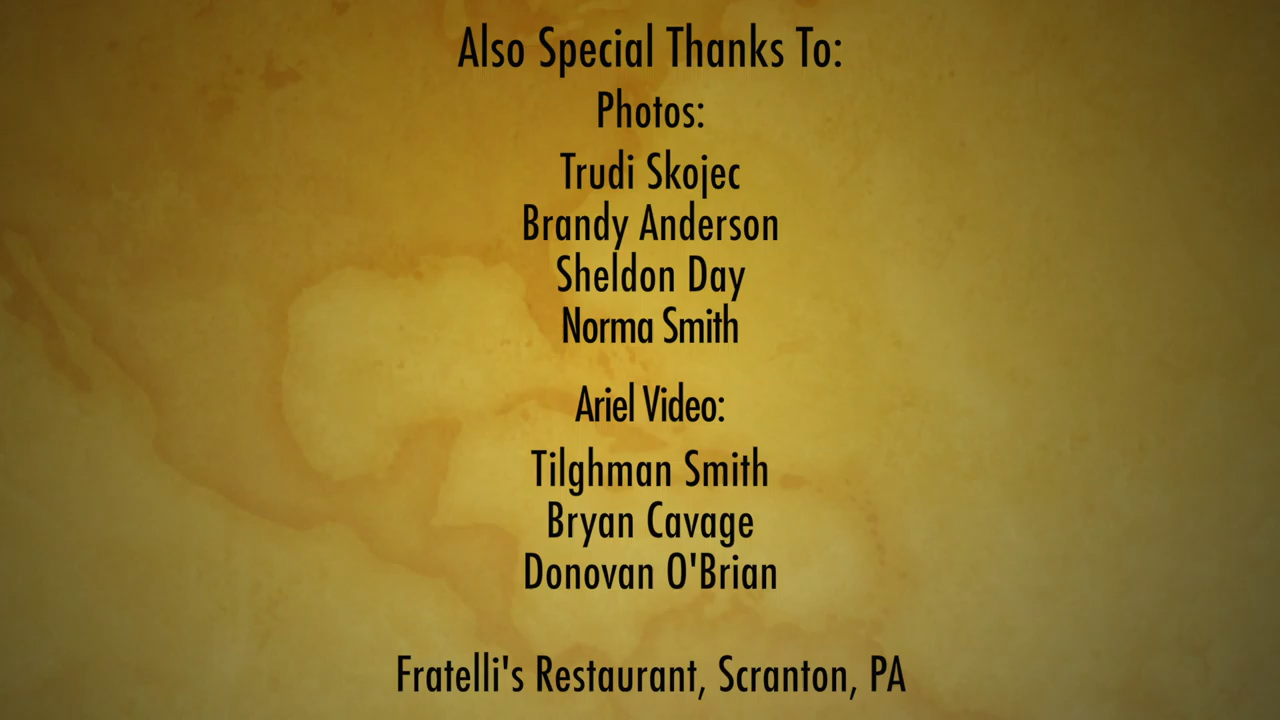 Also Special Thanks To:
Photos:
Trudi Skojec
Brandy Anderson
Sheldon Day
Norma Smith
Ariel Video:
Tilghman Smith
Bryan Cavage
Donovan O'Brian
Fratelli's Restaurant, Scranton, PA